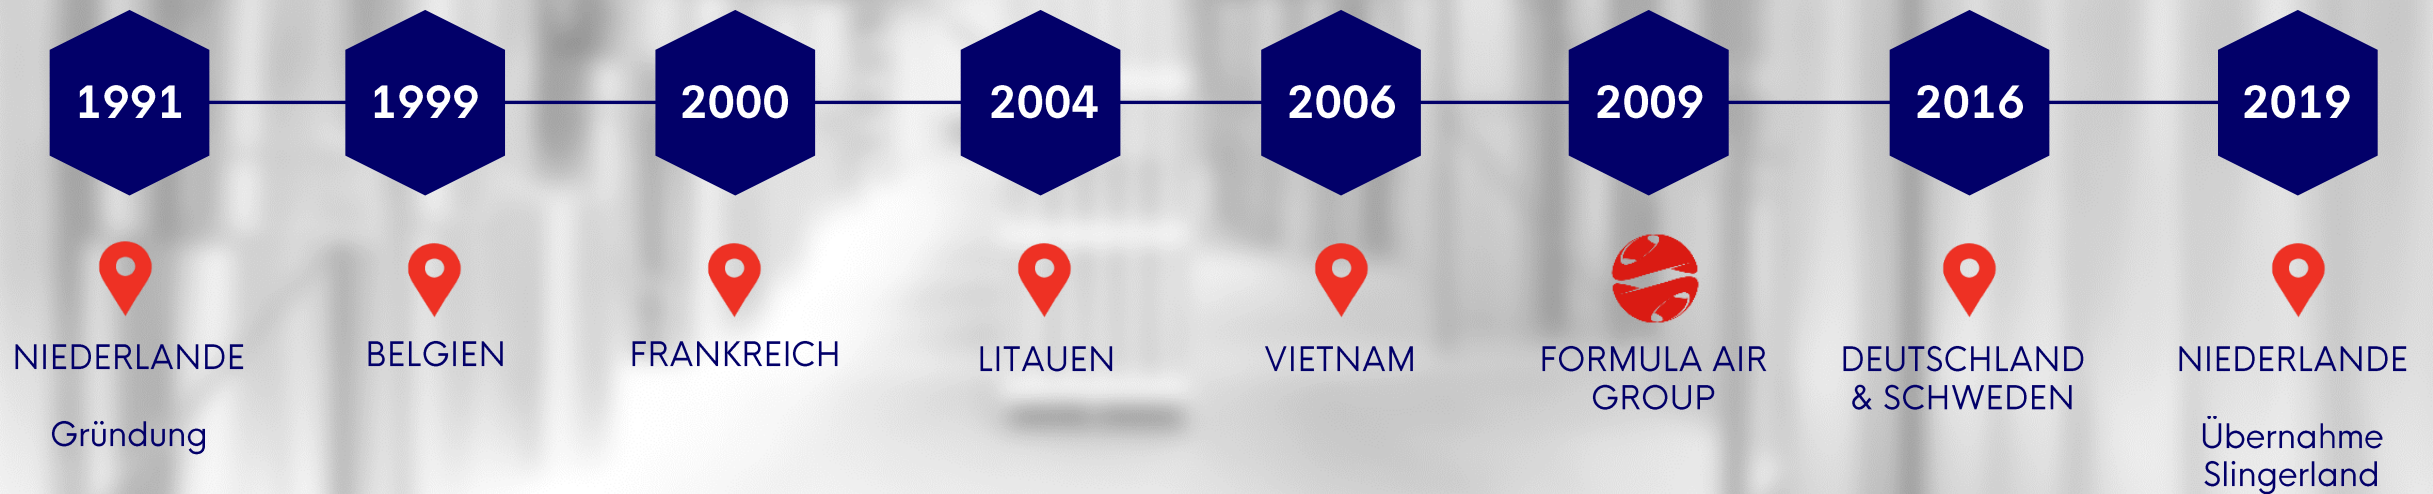 1991
1999
2000
2004
2006
2009
2016
2019
NIEDERLANDE
Gründung
BELGIEN
FRANKREICH
LITAUEN
VIETNAM
FORMULA AIR
GROUP
DEUTSCHLAND
& SCHWEDEN
NIEDERLANDE
Übernahme
Slingerland